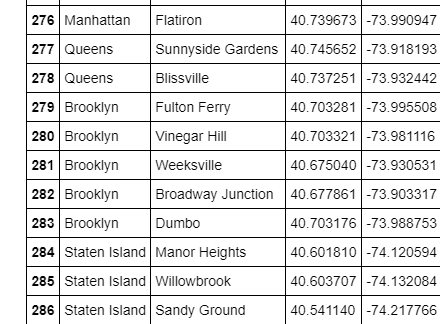 276 Manhattan Flatiron 40.739673 -73.990947
277 Queens Sunnyside Gardens 40.745652 -73.918193
278 Queens Blissville 40.737251 -73.932442
279 Brooklyn Fulton Ferry 40.703281 -73.995508
280 Brooklyn Vinegar Hill 40.703321 -73.981116
281 Brooklyn Weeksville 40.675040 -73.930531
282 Brooklyn Broadway Junction 40.677861 -73.903317
283 Brooklyn Dumbo 40.703176 -73.988753
284 Staten Island Manor Heights 40.601810 -74.120594
285 Staten Island Willowbrook 40.603707 -74.132084
286 Staten Island Sandy Ground 40.541140 -74.217766